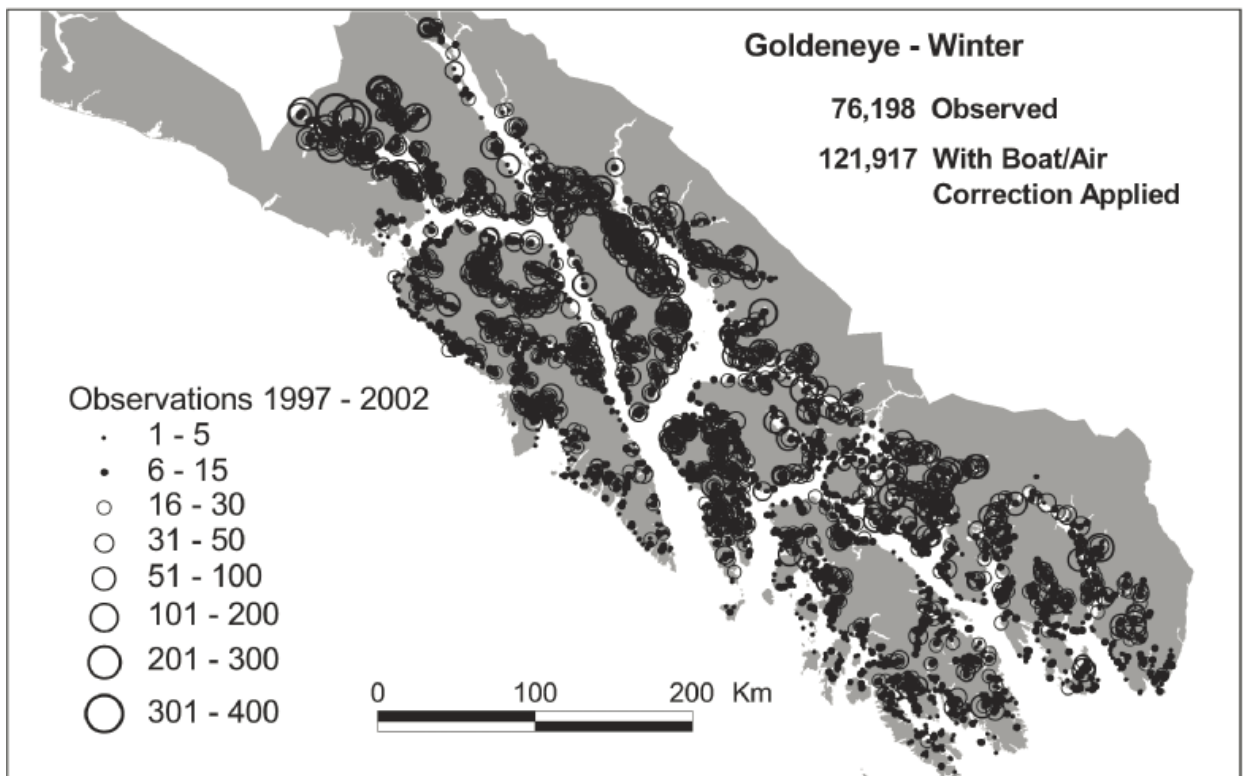 Goldeneye - Winter
76,198 Observed
121,917 With Boat/Air
Correction Applied
Observations 1997 - 2002
1 - 5
6 - 15
16 - 30
31 - 50
51 - 100
101 - 200
201 - 300
301 - 400
0 100 200 Km